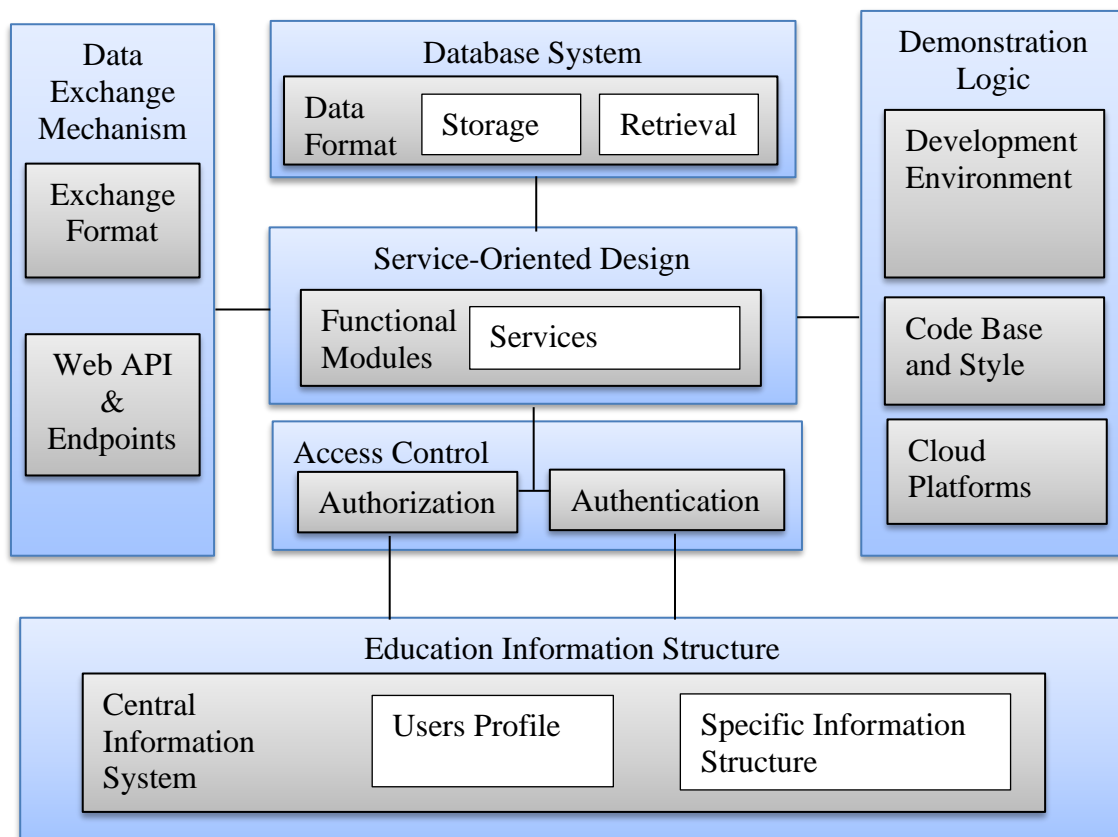 Data
Exchange
Mechanism
Exchange
Format
Web API
&
Endpoints
Database System
Data
Format
Storage
Retrieval
Service-Oriented Design
Functional
Modules
Services
Access Control
Authorization
Authentication
Demonstration
Logic
Development
Environment
Code Base
and Style
Cloud
Platforms
Education Information Structure
Central
Information
System
Users Profile
Specific Information
Structure